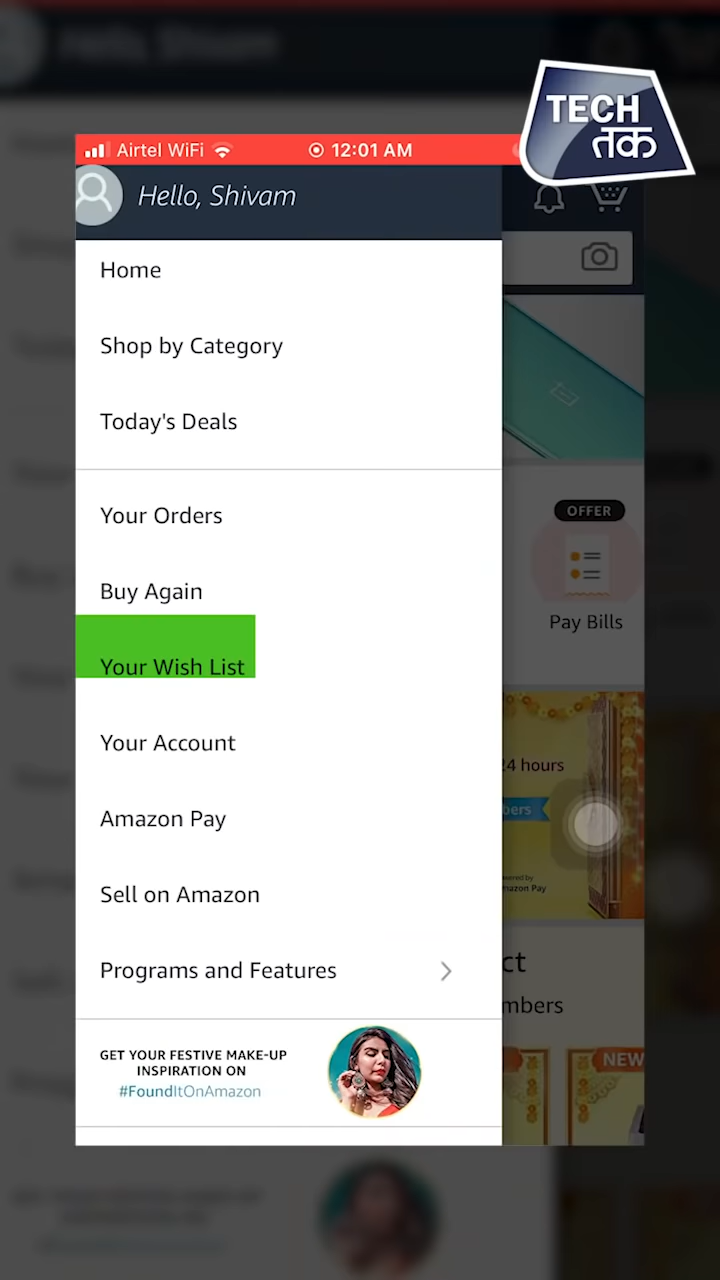 TECH
तक
Airtel WiFi
12:01 AM
Hello, Shivam
Home
Shop by Category
Today's Deals
Your Orders
OFFER
Buy Again
Pay Bills
Your Wish List
Your Account
24 hours
Amazon Pay
Sell on Amazon
Programs and Features
mbers
GET YOUR FESTIVE MAKE-UP
INSPIRATION ON
#FoundItOnAmazon
NEW